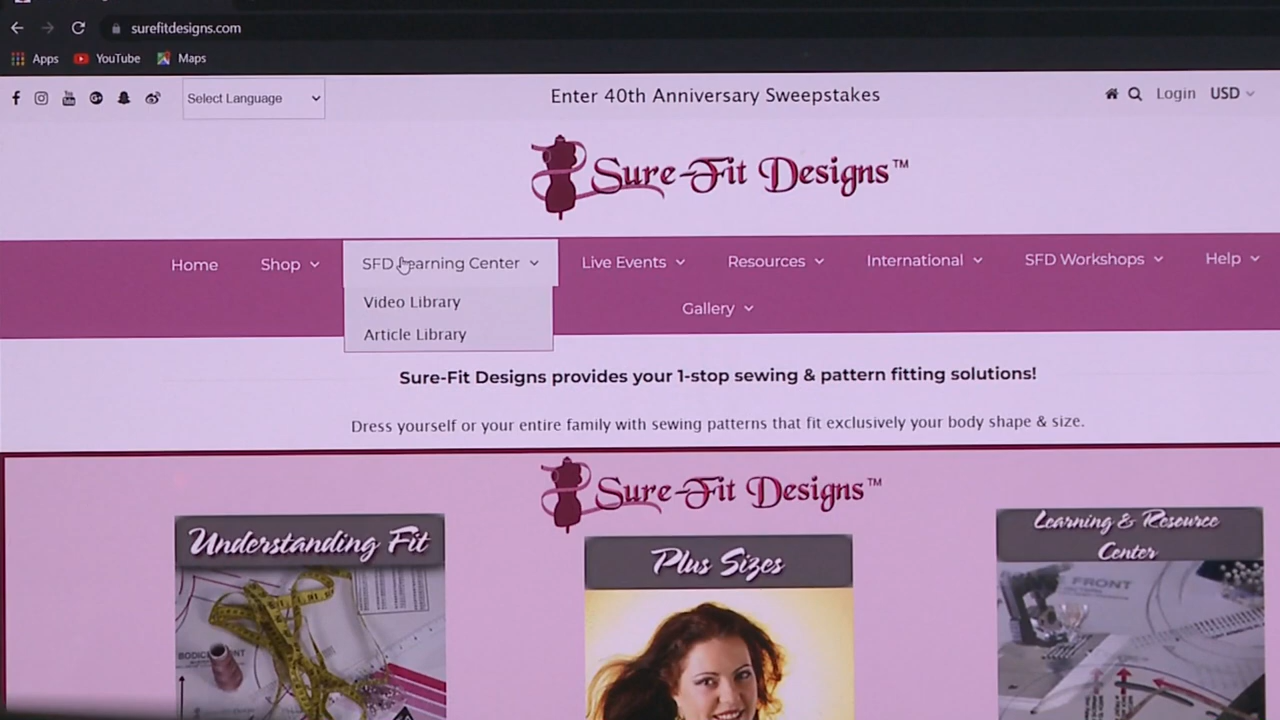 surefitdesigns.com
Apps YouTube Maps
Select Language
Enter 40th Anniversary Sweepstakes
Login USD
Sure-Fit Designs™
Home Shop SFD Learning Center Live Events Resources International SFD Workshops Help
Gallery
Video Library
Article Library
Sure-Fit Designs provides your 1-stop sewing & pattern fitting solutions!
Dress yourself or your entire family with sewing patterns that fit exclusively your body shape & size.
Sure-Fit Designs™
Understanding Fit
Plus Sizes
Learning & Resource
Center
FRONT